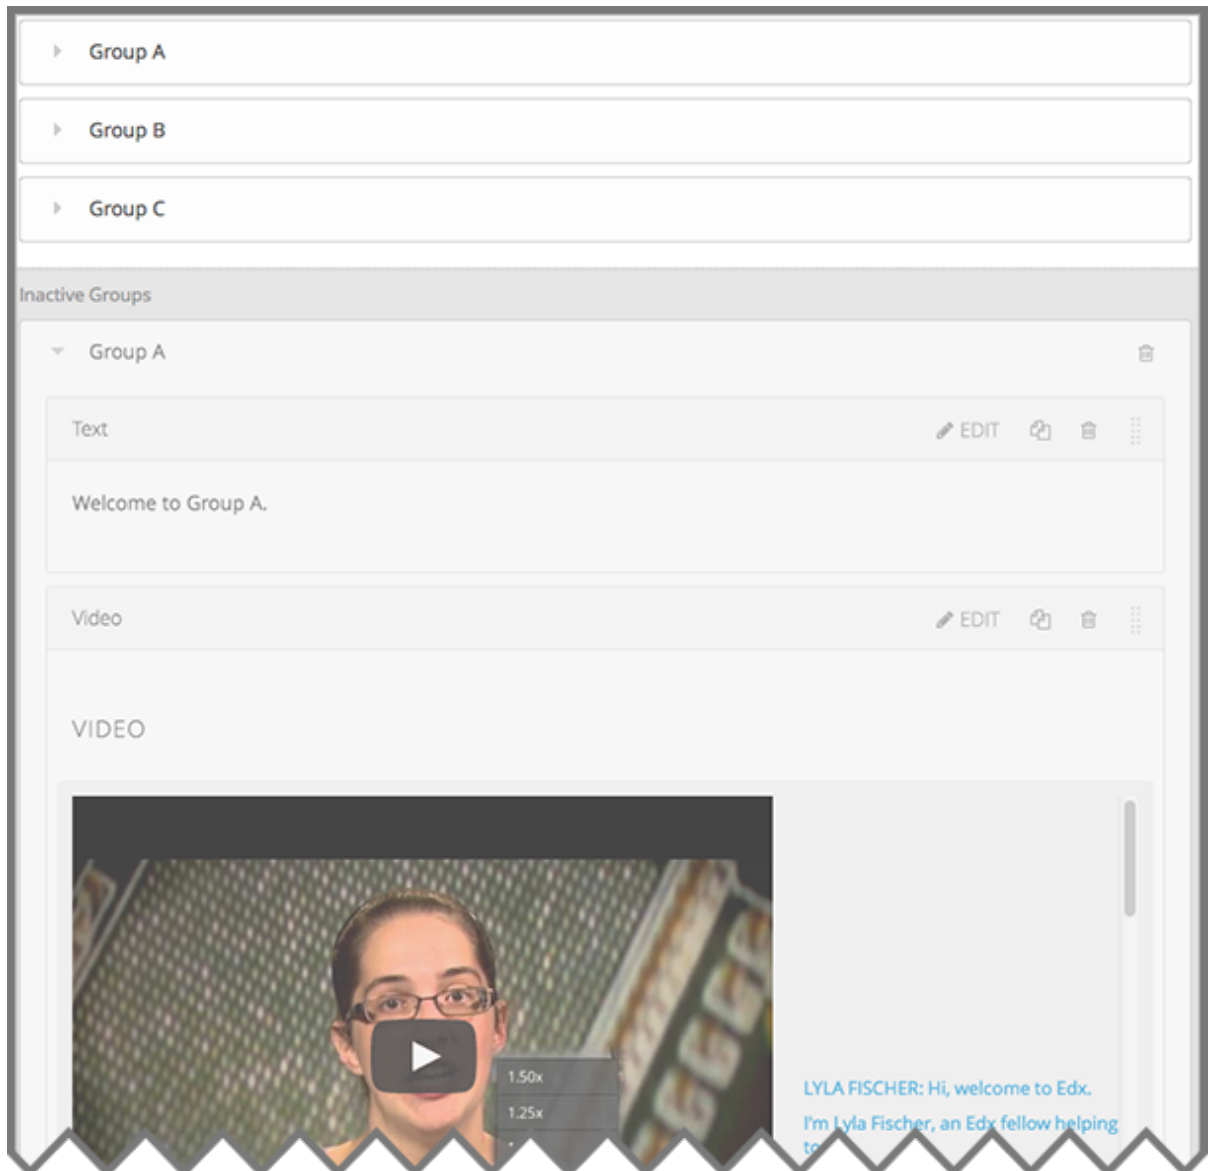 Group A
Group B
Group C
Inactive Groups
Group A
Text
EDIT
Welcome to Group A.
Video
EDIT
VIDEO
1.50x
1.25x
LYLA FISCHER: Hi, welcome to Edx.
I'm Lyla Fischer, an Edx fellow helping